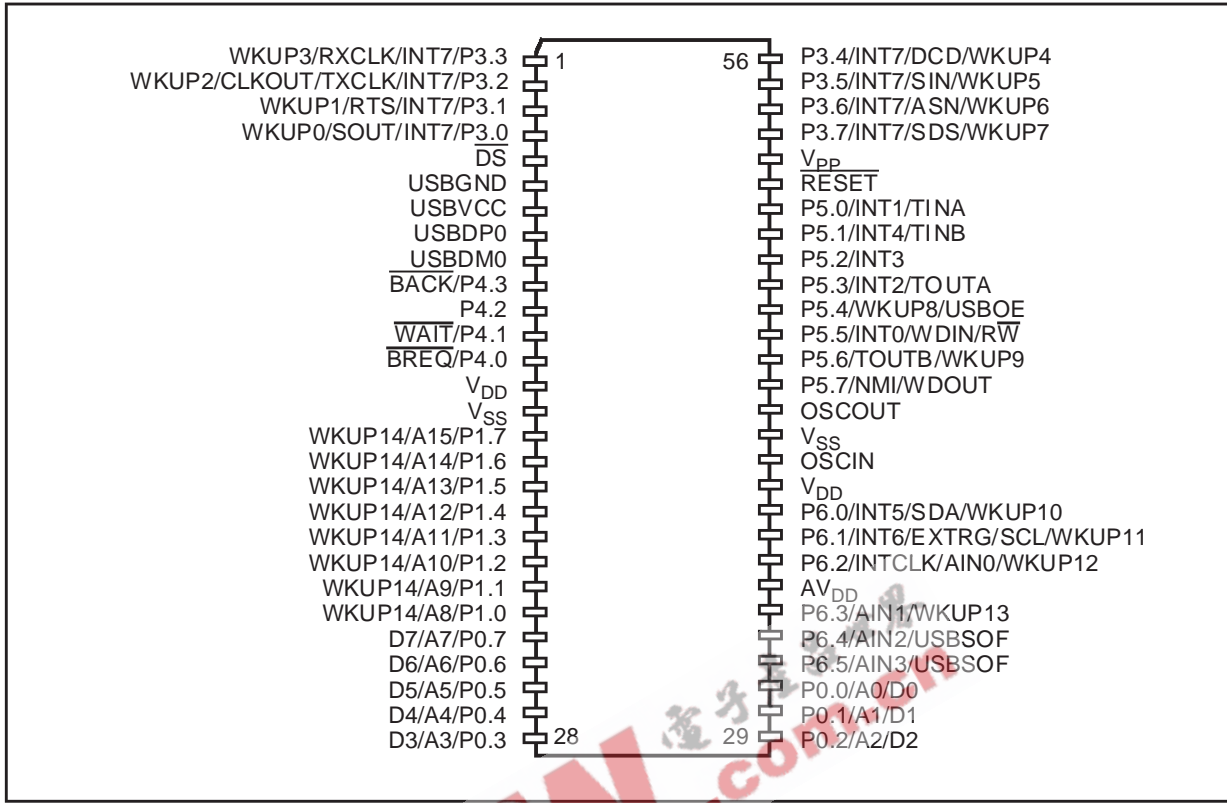 WKUP3/RXCLK/INT7/P3.3
WKUP2/CLKOUT/TXCLK/INT7/P3.2
WKUP1/RTS/INT7/P3.1
WKUP0/SOUT/INT7/P3.0
DS
USBGND
USBVCC
USBDP0
USBDM0
BACK/P4.3
P4.2
WAIT/P4.1
BREQ/P4.0
VDD
VSS
WKUP14/A15/P1.7
WKUP14/A14/P1.6
WKUP14/A13/P1.5
WKUP14/A12/P1.4
WKUP14/A11/P1.3
WKUP14/A10/P1.2
WKUP14/A9/P1.1
WKUP14/A8/P1.0
D7/A7/P0.7
D6/A6/P0.6
D5/A5/P0.5
D4/A4/P0.4
D3/A3/P0.3
1
28
56
29
P3.4/INT7/DCD/WKUP4
P3.5/INT7/SIN/WKUP5
P3.6/INT7/ASN/WKUP6
P3.7/INT7/SDS/WKUP7
VPP
RESET
P5.0/INT1/TINA
P5.1/INT4/TINB
P5.2/INT3
P5.3/INT2/TOUTA
P5.4/WKUP8/USBOE
P5.5/INT0/WDIN/RW
P5.6/TOUTB/WKUP9
P5.7/NMI/WDOUT
OSCOUT
VSS
OSCIN
VDD
P6.0/INT5/SDA/WKUP10
P6.1/INT6/EXTRG/SCL/WKUP11
P6.2/INTCLK/AIN0/WKUP12
AVDD
P6.3/AIN1/WKUP13
P6.4/AIN2/USBSOF
P6.5/AIN3/USBSOF
P0.0/A0/D0
P0.1/A1/D1
P0.2/A2/D2
電子產品世界
.com.cn